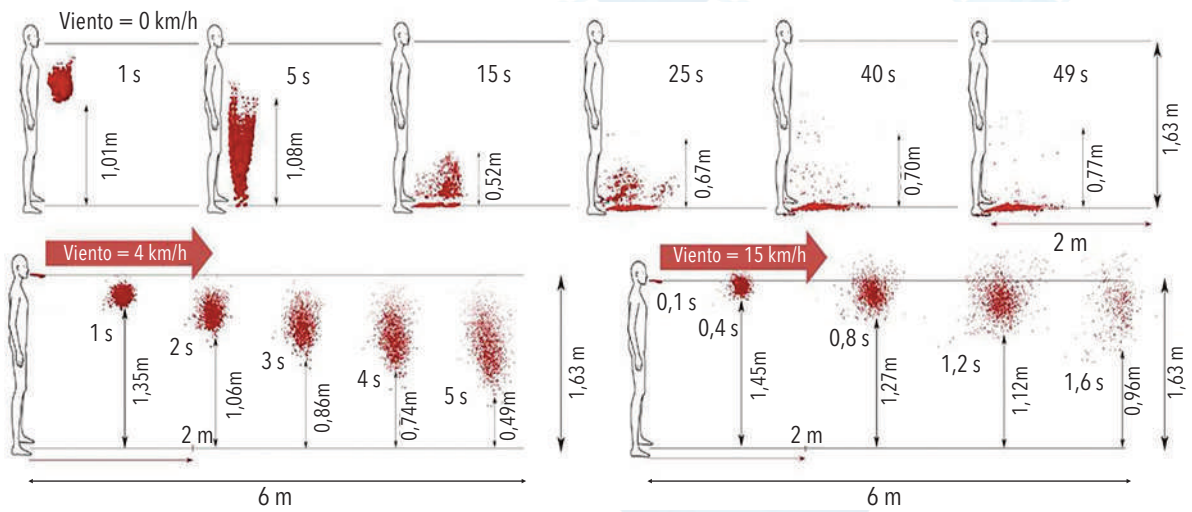 Viento = 0 km/h
1 s
5 s
15 s
25 s
40 s
49 s
1,01m
1,08m
0,52m
0,67m
0,70m
0,77m
1,63 m
2 m
Viento = 4 km/h
1 s
2 s
3 s
4 s
5 s
1,35m
1,06m
0,86m
0,74m
0,49m
1,63 m
2 m
6 m
Viento = 15 km/h
0,1 s
0,4 s
0,8 s
1,2 s
1,6 s
1,45m
1,27m
1,12m
0,96m
1,63 m
2 m
6 m